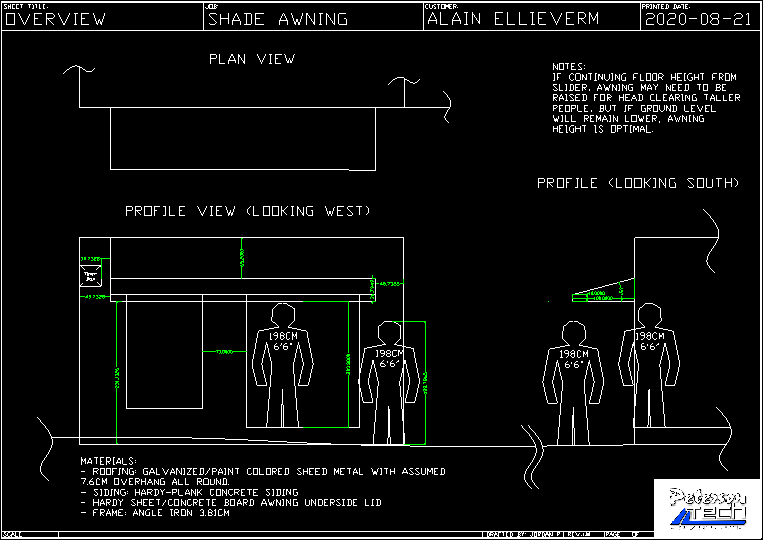 SHEET TITLE:
OVERVIEW
JOB:
SHADE AWNING
CUSTOMER:
ALAIN ELLIEVERM
PRINTED DATE:
2020-08-21
PLAN VIEW
NOTES:
IF CONTINUING FLOOR HEIGHT FROM
SLIDER, AWNING MAY NEED TO BE
RAISED FOR HEAD CLEARING TALLER
PEOPLE, BUT IF GROUND LEVEL
WILL REMAIN LOWER, AWNING
HEIGHT IS OPTIMAL.
PROFILE (LOOKING SOUTH)
PROFILE VIEW (LOOKING WEST)
198CM
6'6"
198CM
6'6"
198CM
6'6"
198CM
6'6"
MATERIALS:
- ROOFING: GALVANIZED/PAINT COLORED SHEED METAL WITH ASSUMED
7.6CM OVERHANG ALL ROUND.
- SIDING: HARDY-PLANK CONCRETE SIDING
- HARDY SHEET/CONCRETE BOARD AWNING UNDERSIDE LID
- FRAME: ANGLE IRON 3.81CM
TECH
SCALE
DRAFTED BY: JORDAN P
PAGE OF